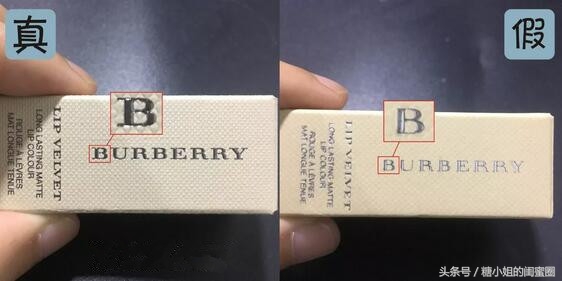 真
B
BURBERRY
LIP VELVET
LONG LASTING MATTE
LIP COLOUR
ROUGE À LÈVRES
MAT LONGUE TENUE
假
B
BURBERRY
LIP VELVET
LONG LASTING MATTE
LIP COLOUR
ROUGE À LÈVRES
MAT LONGUE TENUE
头条号 / 糖小姐的闺蜜圈